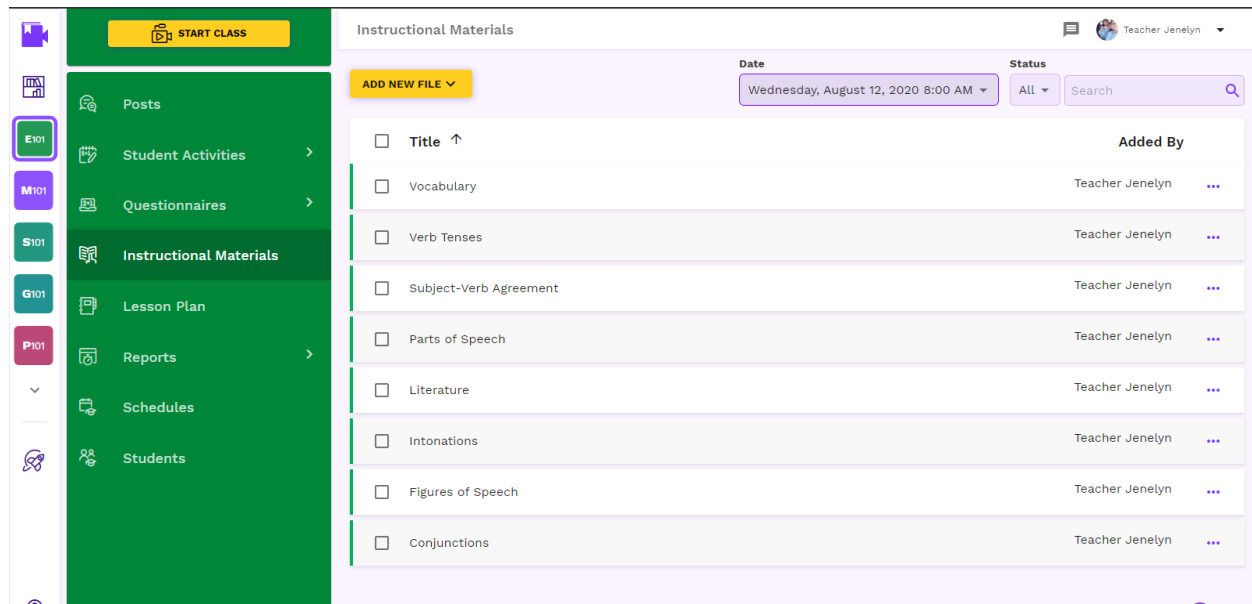 START CLASS
Instructional Materials
Teacher Jenelyn
Date
Status
ADD NEW FILE
Wednesday, August 12, 2020 8:00 AM
All
Search
E101
M101
S101
G101
P101
Posts
Student Activities
Questionnaires
Instructional Materials
Lesson Plan
Reports
Schedules
Students
Title
Added By
Vocabulary
Teacher Jenelyn
Verb Tenses
Teacher Jenelyn
Subject-Verb Agreement
Teacher Jenelyn
Parts of Speech
Teacher Jenelyn
Literature
Teacher Jenelyn
Intonations
Teacher Jenelyn
Figures of Speech
Teacher Jenelyn
Conjunctions
Teacher Jenelyn